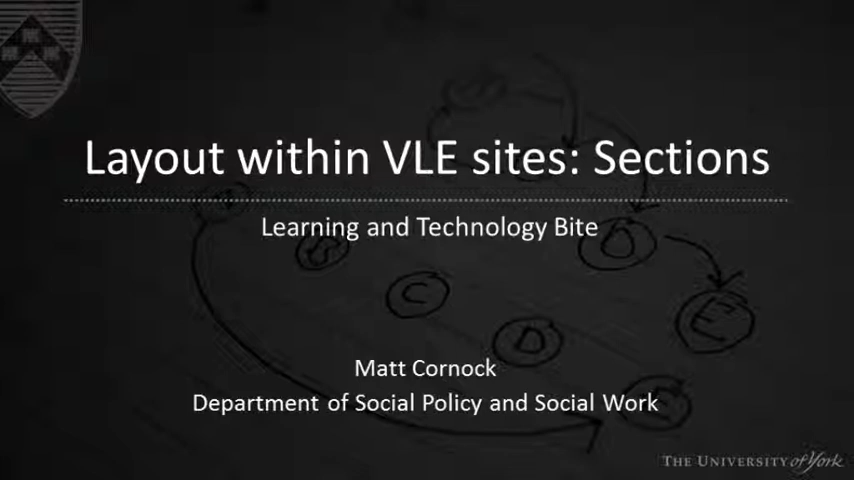 Layout within VLE sites: Sections
Learning and Technology Bite
B
C
D
D
E
Matt Cornock
Department of Social Policy and Social Work
THE UNIVERSITY of York